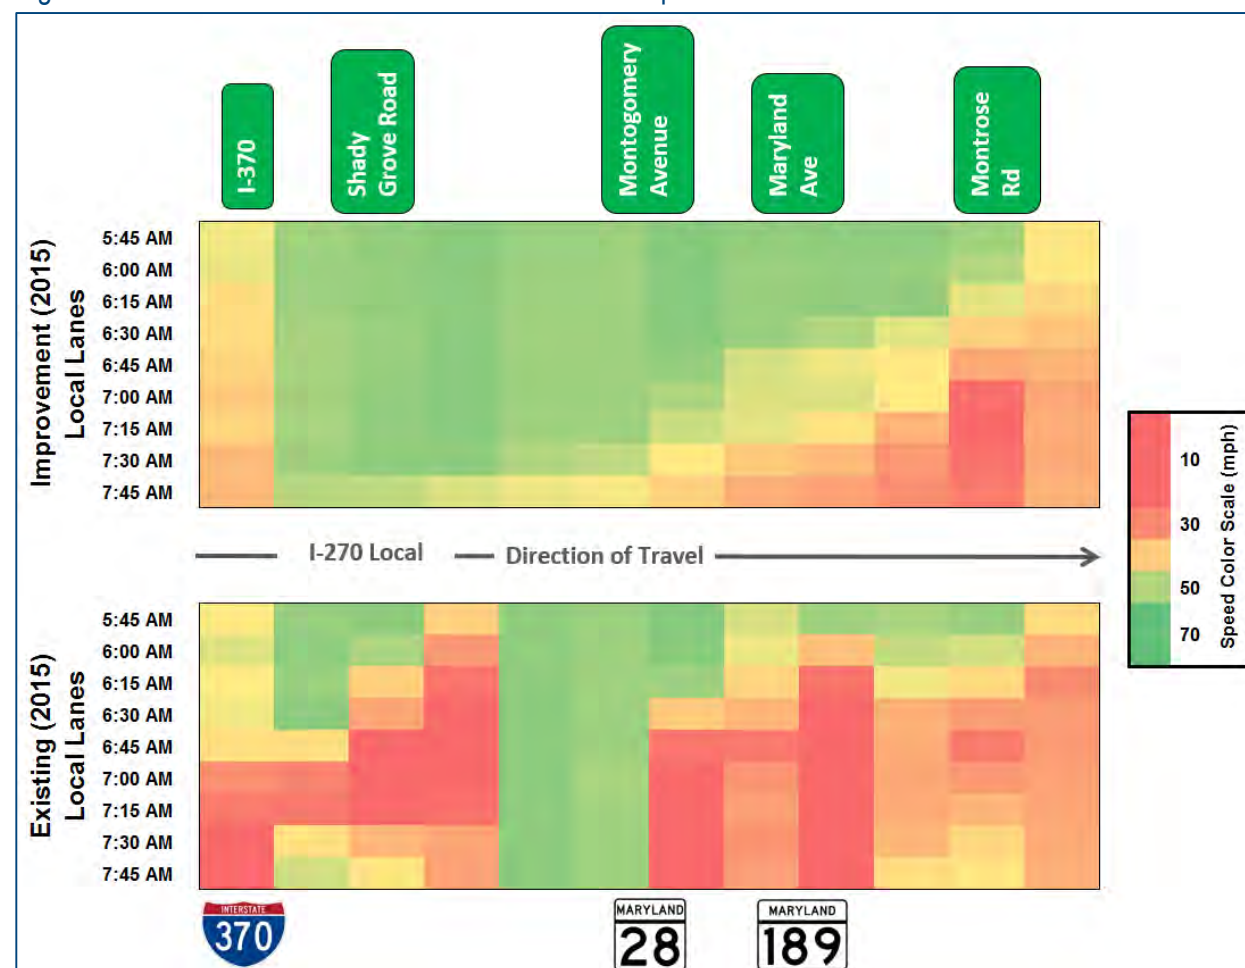 I-370
Shady
Grove Road
Montogomery
Avenue
Maryland
Ave
Montrose
Rd
Improvement (2015)
Local Lanes
5:45 AM
6:00 AM
6:15 AM
6:30 AM
6:45 AM
7:00 AM
7:15 AM
7:30 AM
7:45 AM
I-270 Local
Direction of Travel
10
30
50
70
Speed Color Scale (mph)
Existing (2015)
Local Lanes
5:45 AM
6:00 AM
6:15 AM
6:30 AM
6:45 AM
7:00 AM
7:15 AM
7:30 AM
7:45 AM
INTERSTATE
370
MARYLAND
28
MARYLAND
189